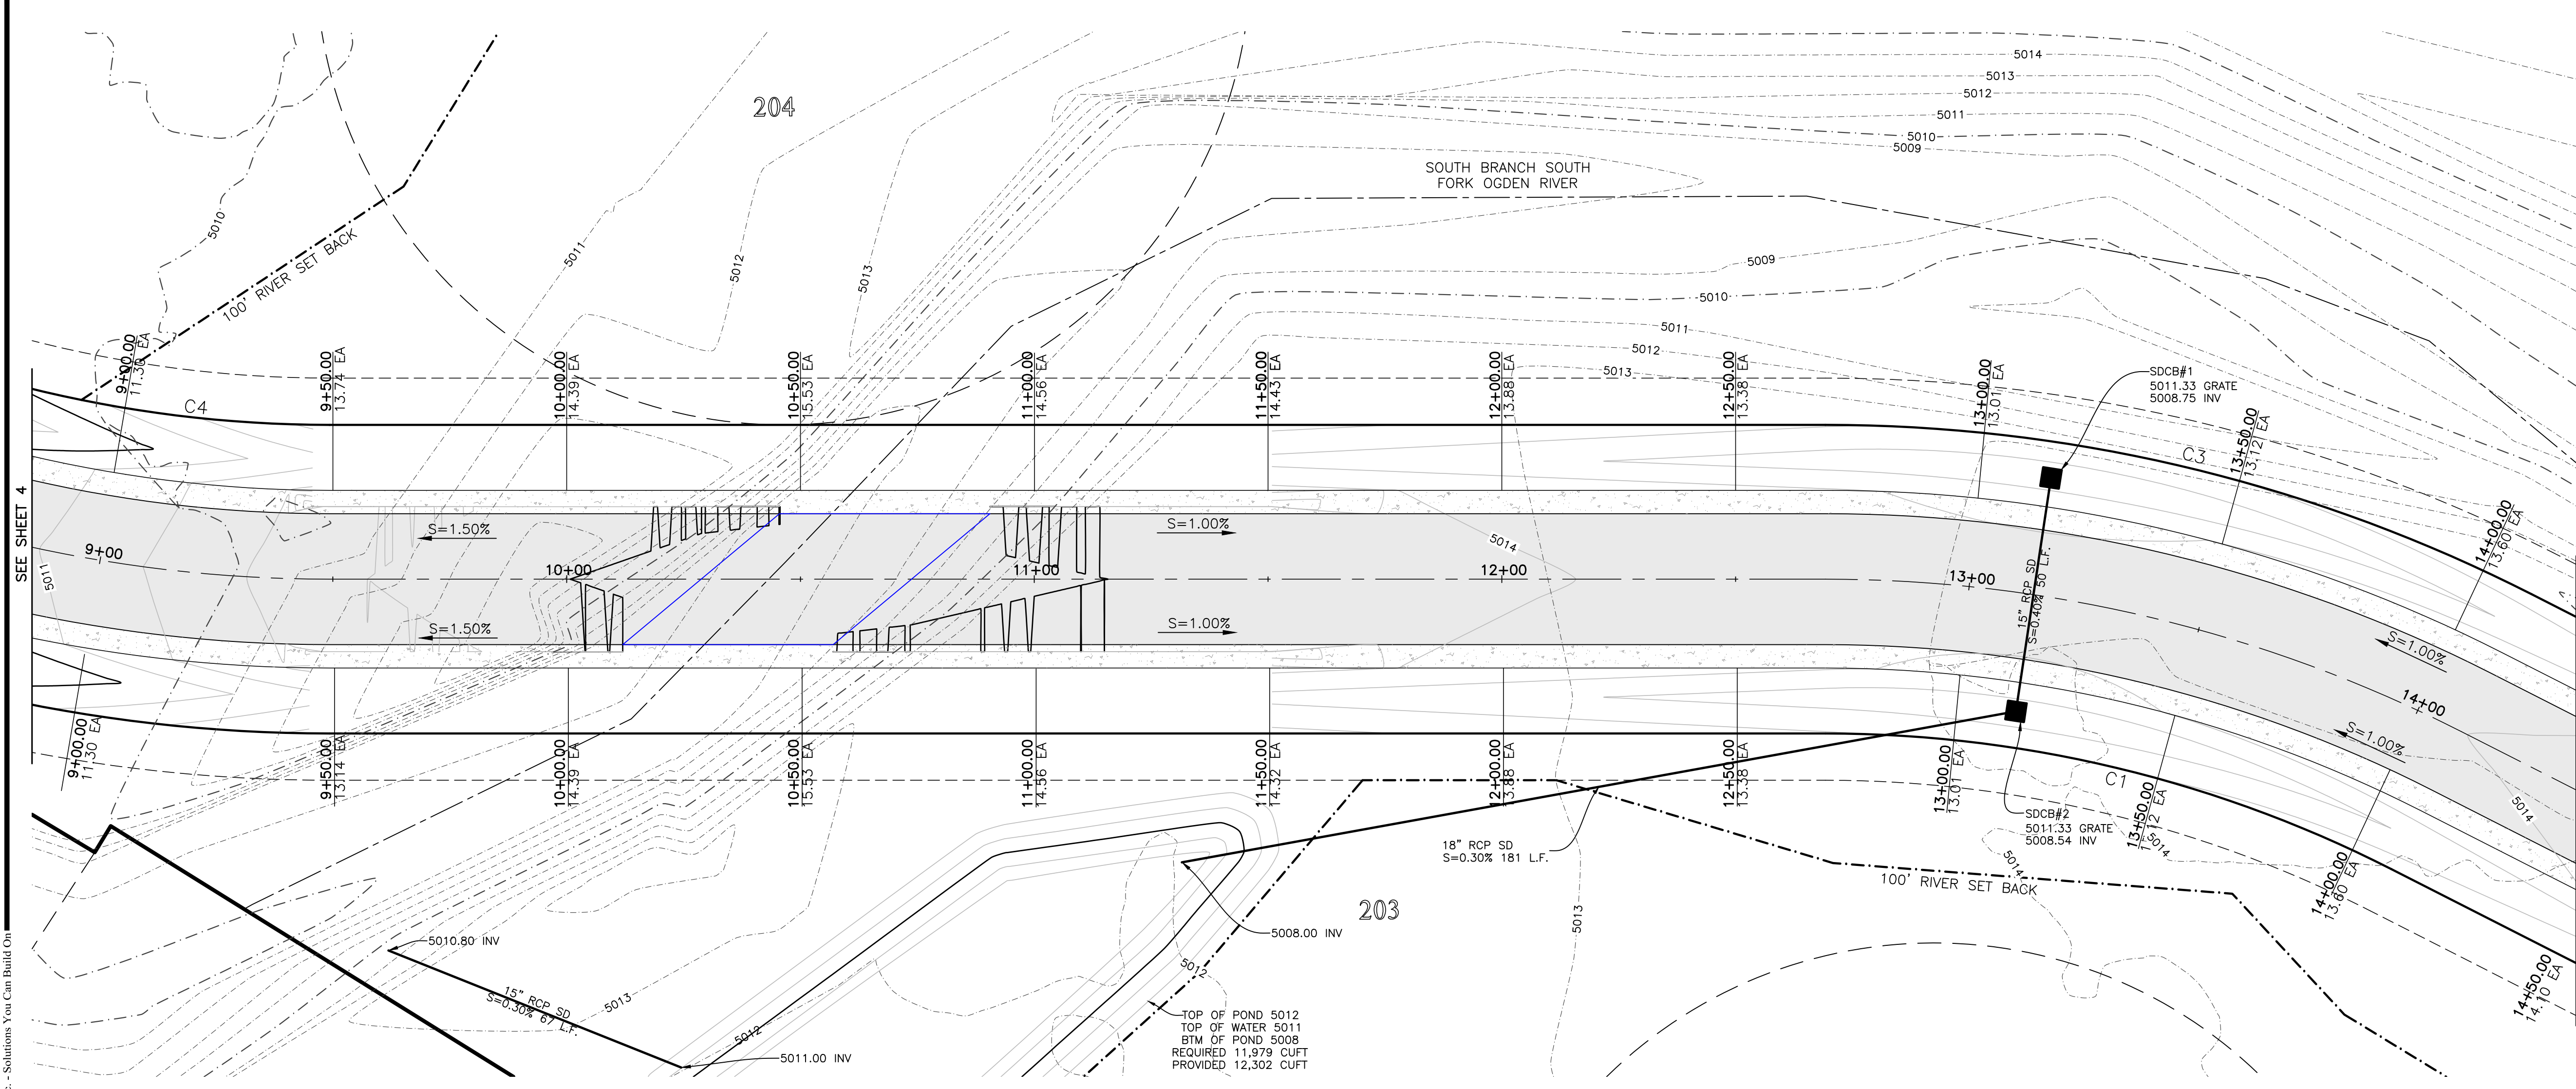 5014
5013
5012
5011
5010
5009
204
SOUTH BRANCH SOUTH
FORK OGDEN RIVER
5010
5011
5012
5013
5009
5010
5011
5012
5013
100' RIVER SET BACK
9+00.00
11.30 EA
C4
9+50.00
13.74 EA
10+00.00
14.39 EA
10+50.00
15.53 EA
11+00.00
14.56 EA
11+50.00
14.43 EA
12+00.00
13.88 EA
12+50.00
13.38 EA
13+00.00
13.01 EA
SDCB#1
5011.33 GRATE
5008.75 INV
C3
13+50.00
13.12 EA
14+00.00
13.60 EA
SEE SHEET 4
5011
9+00
S=1.50%
10+00
11+00
S=1.00%
5014
12+00
13+00
15" RCP SD
S=0.40% 50 L.F.
S=1.00%
14+00
S=1.50%
S=1.00%
S=1.00%
9+00.00
11.30 EA
9+50.00
13.14 EA
10+00.00
14.39 EA
10+50.00
15.53 EA
11+00.00
14.56 EA
11+50.00
14.32 EA
12+00.00
13.88 EA
12+50.00
13.38 EA
13+00.00
13.01 EA
C1
13+50.00
13.12 EA
5014
SDCB#2
5011.33 GRATE
5008.54 INV
5014
5014
14+00.00
13.60 EA
14+50.00
14.10 EA
18" RCP SD
S=0.30% 181 L.F.
100' RIVER SET BACK
203
5013
5008.00 INV
5012
5010.80 INV
15" RCP SD
S=0.30% 67 L.F.
5013
5012
5011.00 INV
TOP OF POND 5012
TOP OF WATER 5011
BTM OF POND 5008
REQUIRED 11,979 CUFT
PROVIDED 12,302 CUFT
c. - Solutions You Can Build On